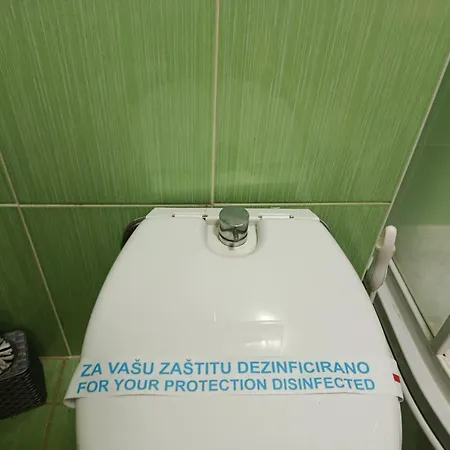 ZA VAŠU ZAŠTITU DEZINFICIRANO
FOR YOUR PROTECTION DISINFECTED